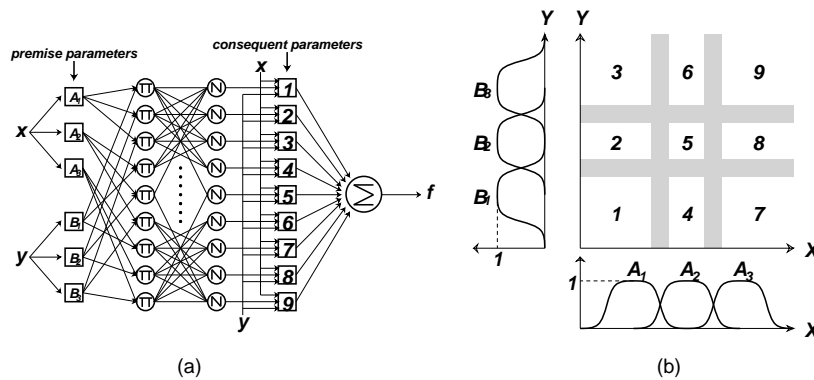 consequent parameters
premise parameters
x
A1
A2
A3
B1
B2
B3
x
y
Π
Π
Π
Π
Π
Π
Π
Π
Π
N
N
N
N
N
N
N
N
N
1
2
3
4
5
6
7
8
9
y
Σ
f
(a)
Y
B3
B2
B1
1
Y
3 6 9
2 5 8
1 4 7
X
1
A1 A2 A3
X
(b)